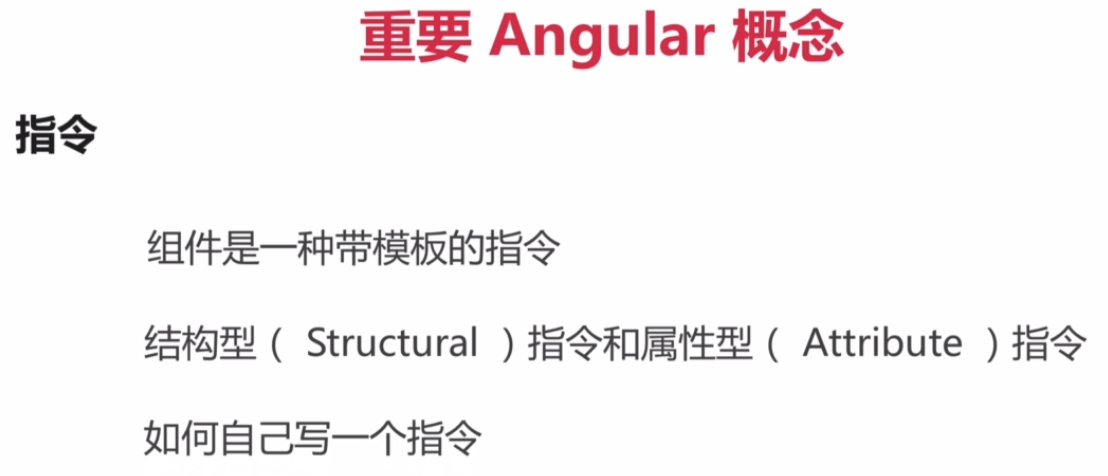 重要 Angular 概念
指令
组件是一种带模板的指令
结构型（ Structural ）指令和属性型（ Attribute ）指令
如何自己写一个指令